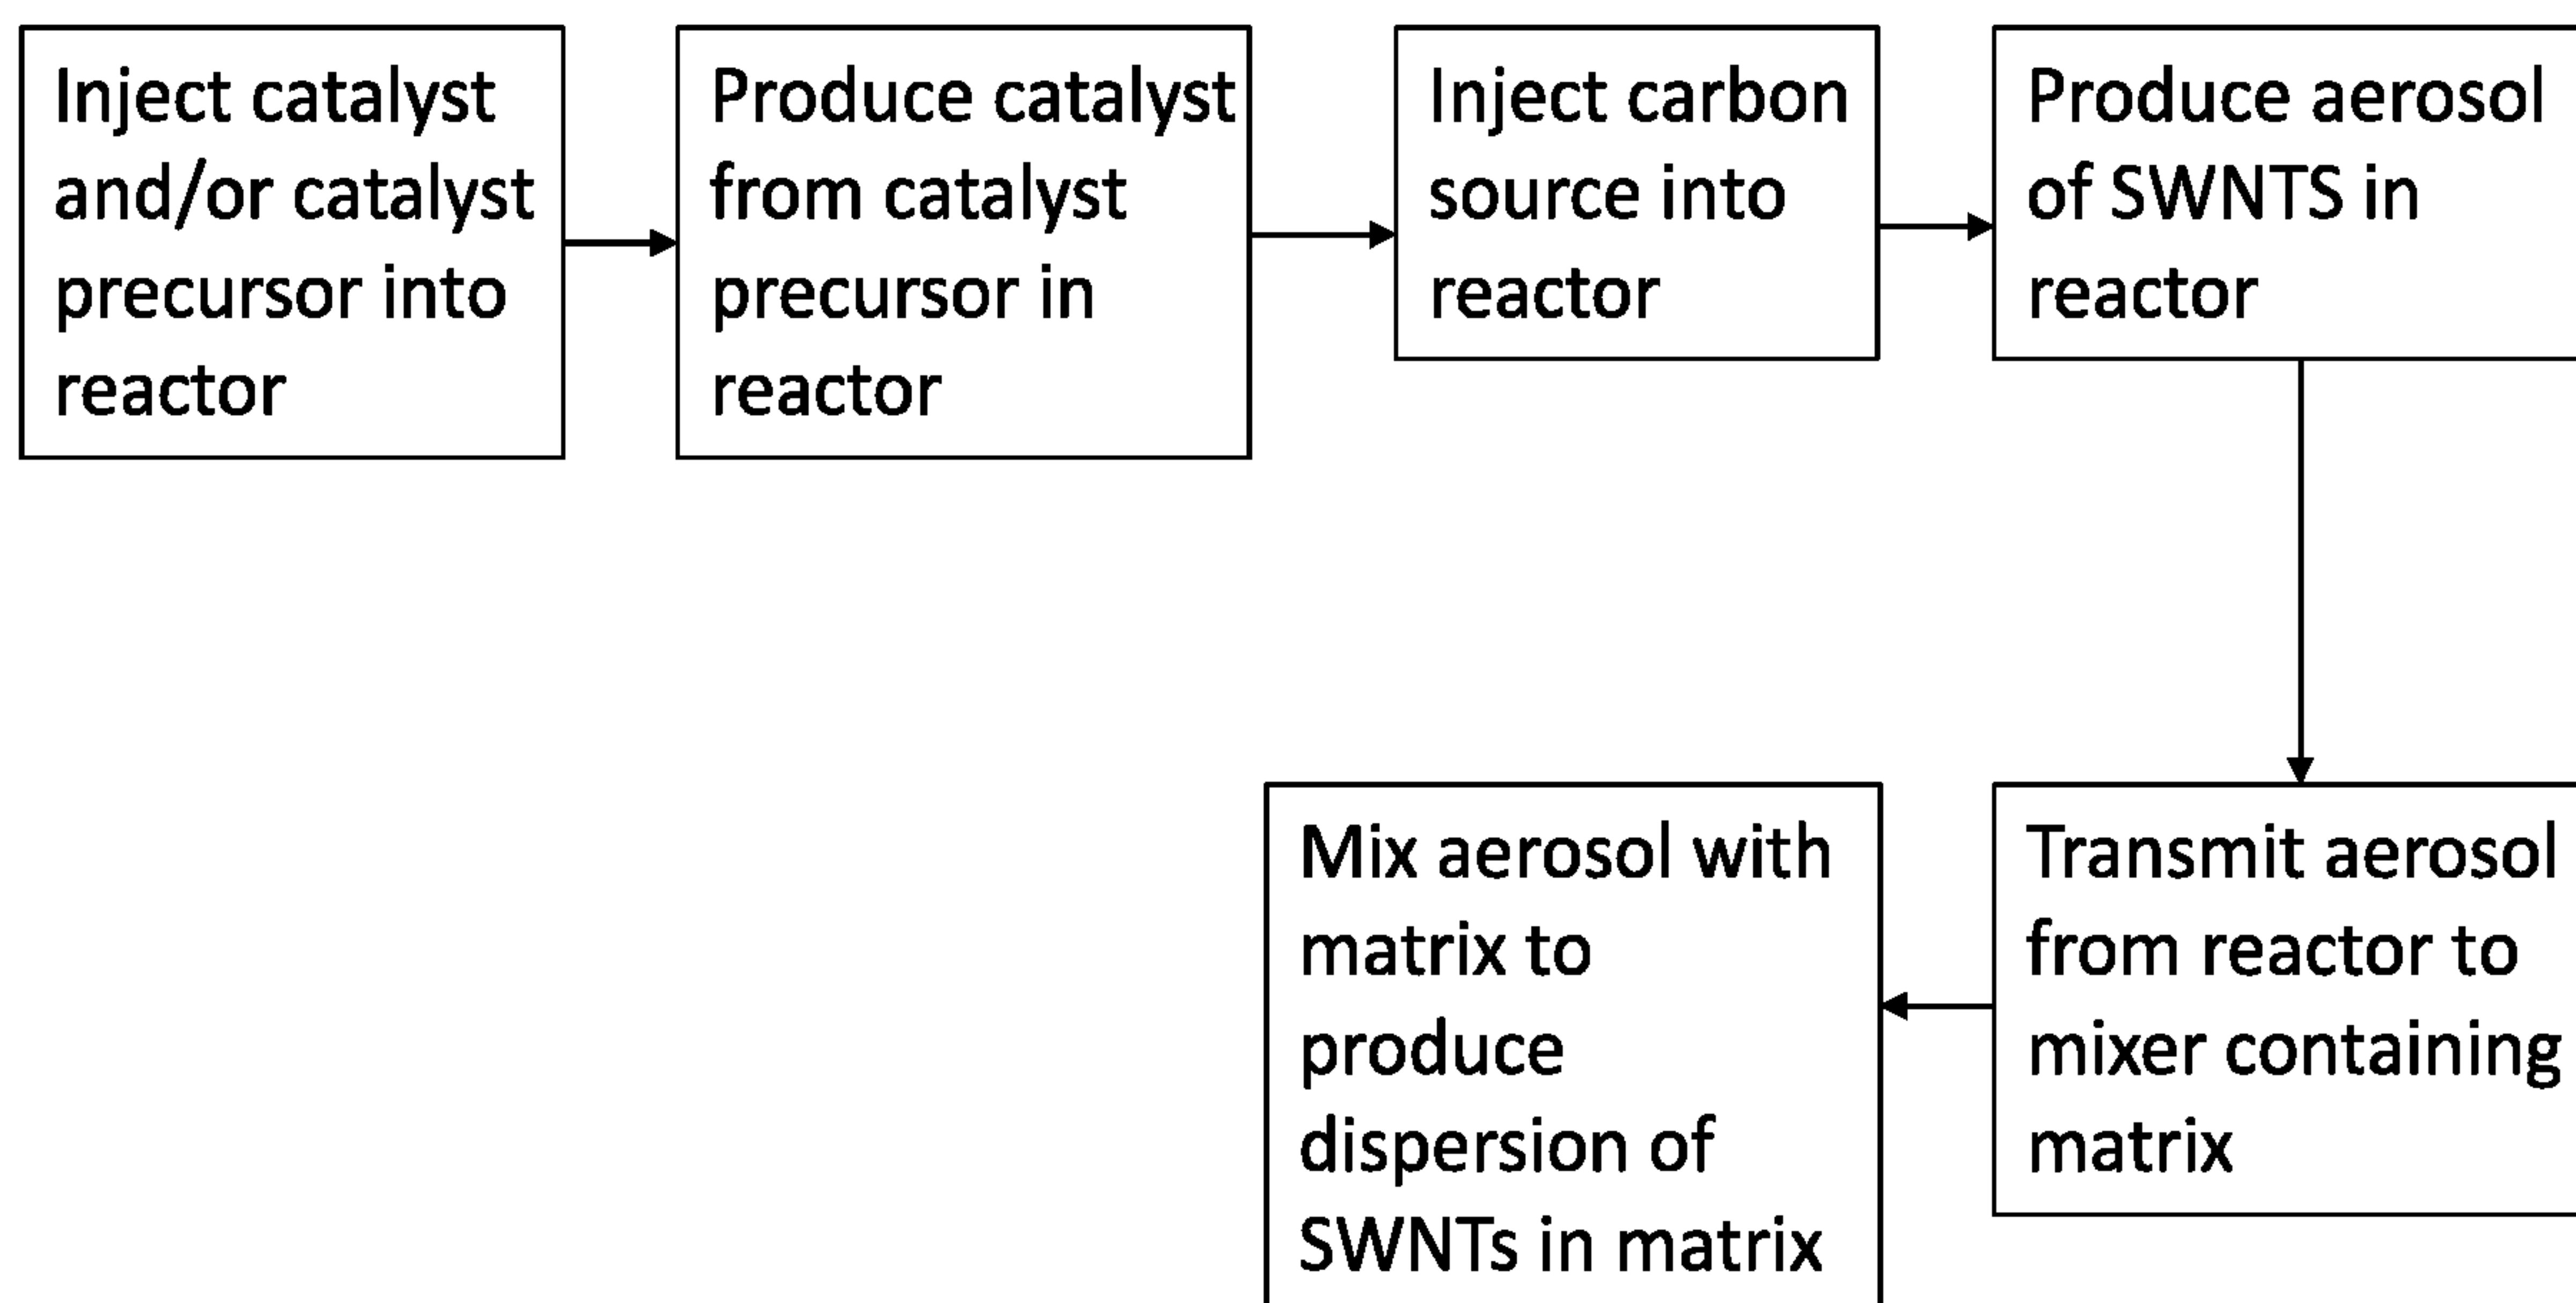 Inject catalyst
and/or catalyst
precursor into
reactor
Produce catalyst
from catalyst
precursor in
reactor
Inject carbon
source into
reactor
Produce aerosol
of SWNTS in
reactor
Transmit aerosol
from reactor to
mixer containing
matrix
Mix aerosol with
matrix to
produce
dispersion of
SWNTs in matrix